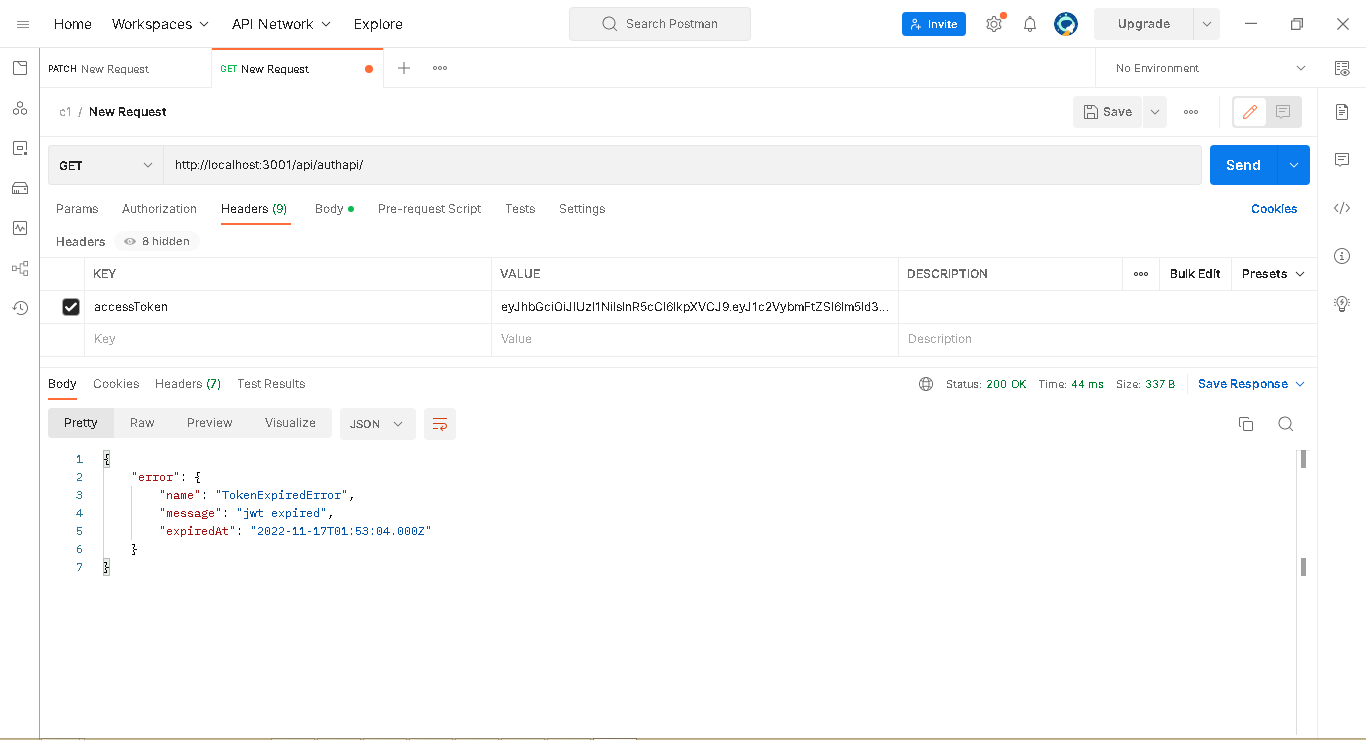 Home Workspaces API Network Explore Search Postman Invite Upgrade
PATCH New Request GET New Request No Environment
c1 / New Request Save
GET http://localhost:3001/api/authapi/ Send
Params Authorization Headers (9) Body Pre-request Script Tests Settings Cookies
Headers 8 hidden
KEY VALUE DESCRIPTION Bulk Edit Presets
accessToken
Key Value Description
Body Cookies Headers (7) Test Results Status: 200 OK Time: 44 ms Size: 337 B Save Response
Pretty Raw Preview Visualize JSON
1 {
2 "error": {
3 "name": "TokenExpiredError",
4 "message": "jwt expired",
5 "expiredAt": "2022-11-17T01:53:04.000Z"
6 }
7 }